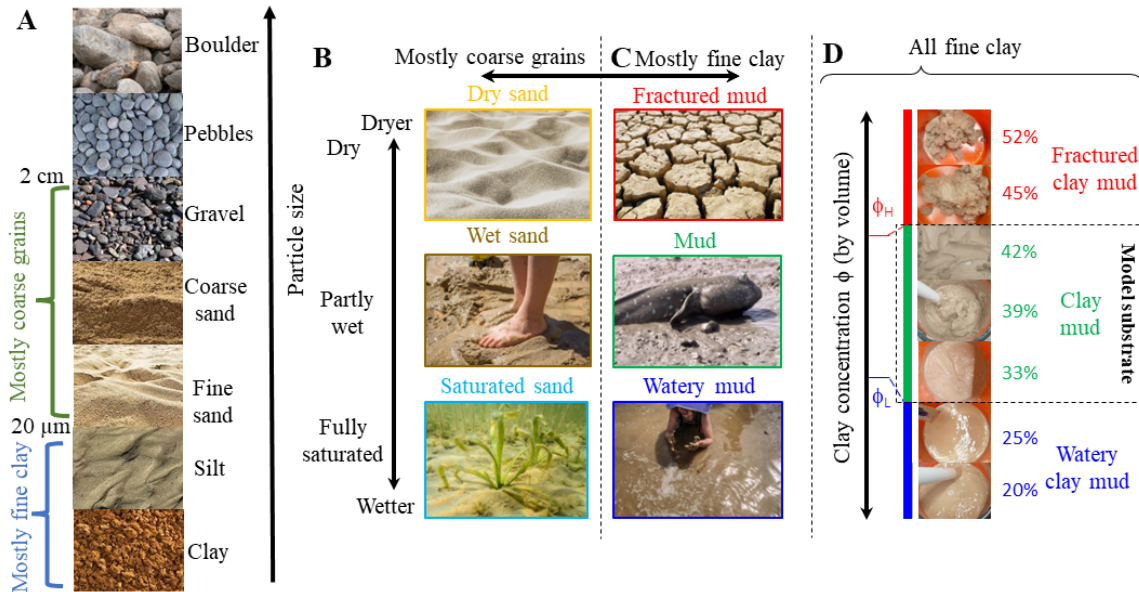 A
Boulder
Pebbles
2 cm
Gravel
Coarse
sand
Fine
sand
20 µm
Silt
Clay
Mostly coarse grains
Mostly fine clay
Particle size
B
Mostly coarse grains
Dry sand
Dryer
Dry
Wet sand
Partly
wet
Saturated sand
Fully
saturated
Wetter
C
Mostly fine clay
Fractured mud
Mud
Watery mud
D
All fine clay
Clay concentration ϕ (by volume)
ϕH
ϕL
52%
45%
Fractured
clay mud
42%
39%
33%
Clay
mud
Model substrate
25%
20%
Watery
clay mud